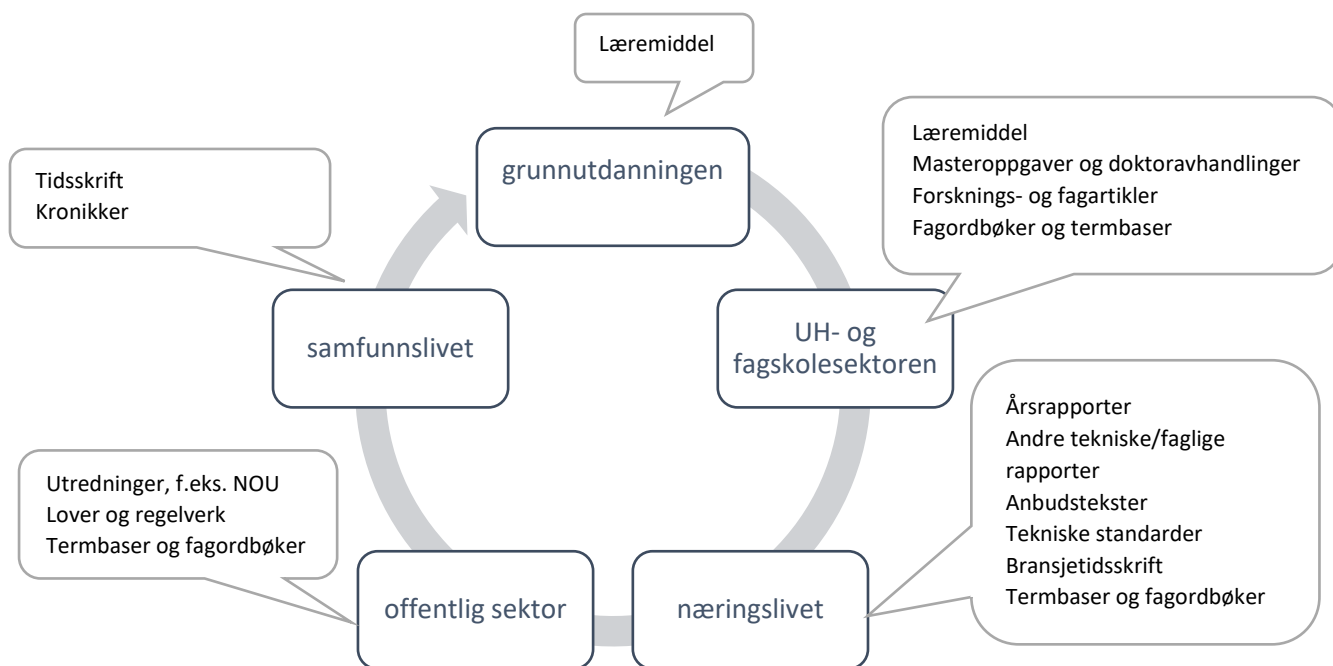 Læremiddel
grunnutdanningen
Læremiddel
Masteroppgaver og doktoravhandlinger
Forsknings- og fagartikler
Fagordbøker og termbaser
UH- og
fagskolesektoren
Årsrapporter
Andre tekniske/faglige
rapporter
Anbudstekster
Tekniske standarder
Bransjetidsskrift
Termbaser og fagordbøker
næringslivet
Utredninger, f.eks. NOU
Lover og regelverk
Termbaser og fagordbøker
offentlig sektor
Tidsskrift
Kronikker
samfunnslivet